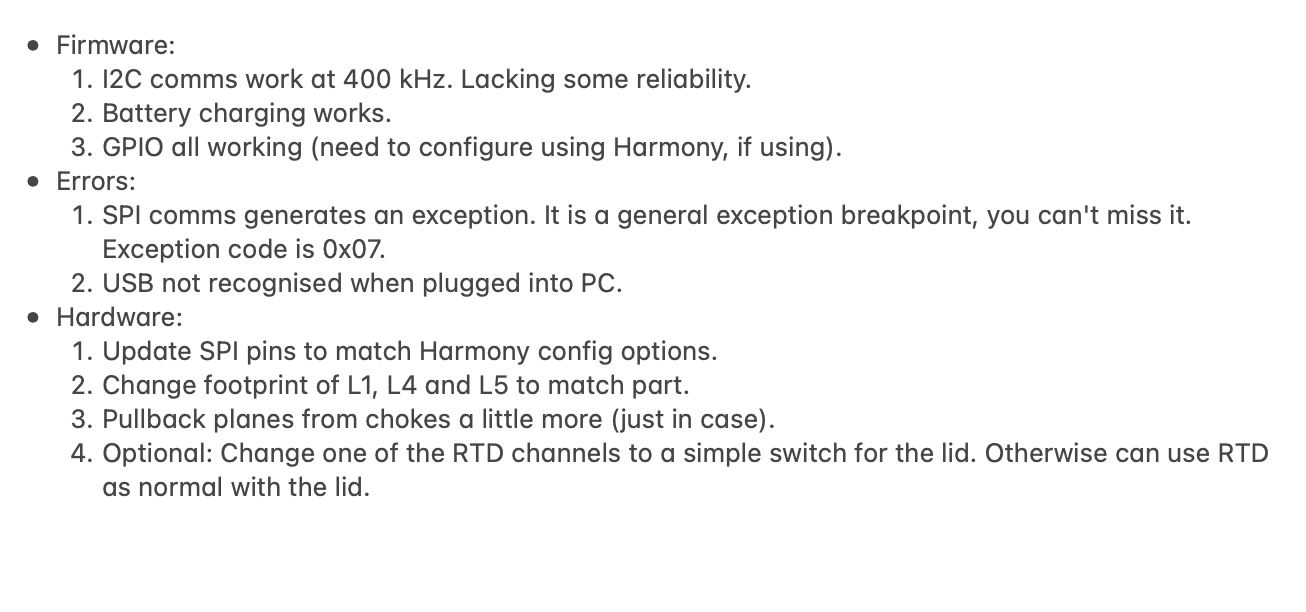 • Firmware:
1. I2C comms work at 400 kHz. Lacking some reliability.
2. Battery charging works.
3. GPIO all working (need to configure using Harmony, if using).
• Errors:
1. SPI comms generates an exception. It is a general exception breakpoint, you can't miss it.
Exception code is 0x07.
2. USB not recognised when plugged into PC.
• Hardware:
1. Update SPI pins to match Harmony config options.
2. Change footprint of L1, L4 and L5 to match part.
3. Pullback planes from chokes a little more (just in case).
4. Optional: Change one of the RTD channels to a simple switch for the lid. Otherwise can use RTD
as normal with the lid.